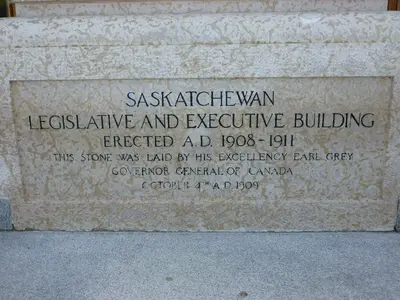 SASKATCHEWAN
LEGISLATIVE AND EXECUTIVE BUILDING
ERECTED A.D. 1908-1911
THIS STONE WAS LAID BY HIS EXCELLENCY EARL GREY
GOVERNOR GENERAL OF CANADA
OCTOBER 4TH A.D. 1909